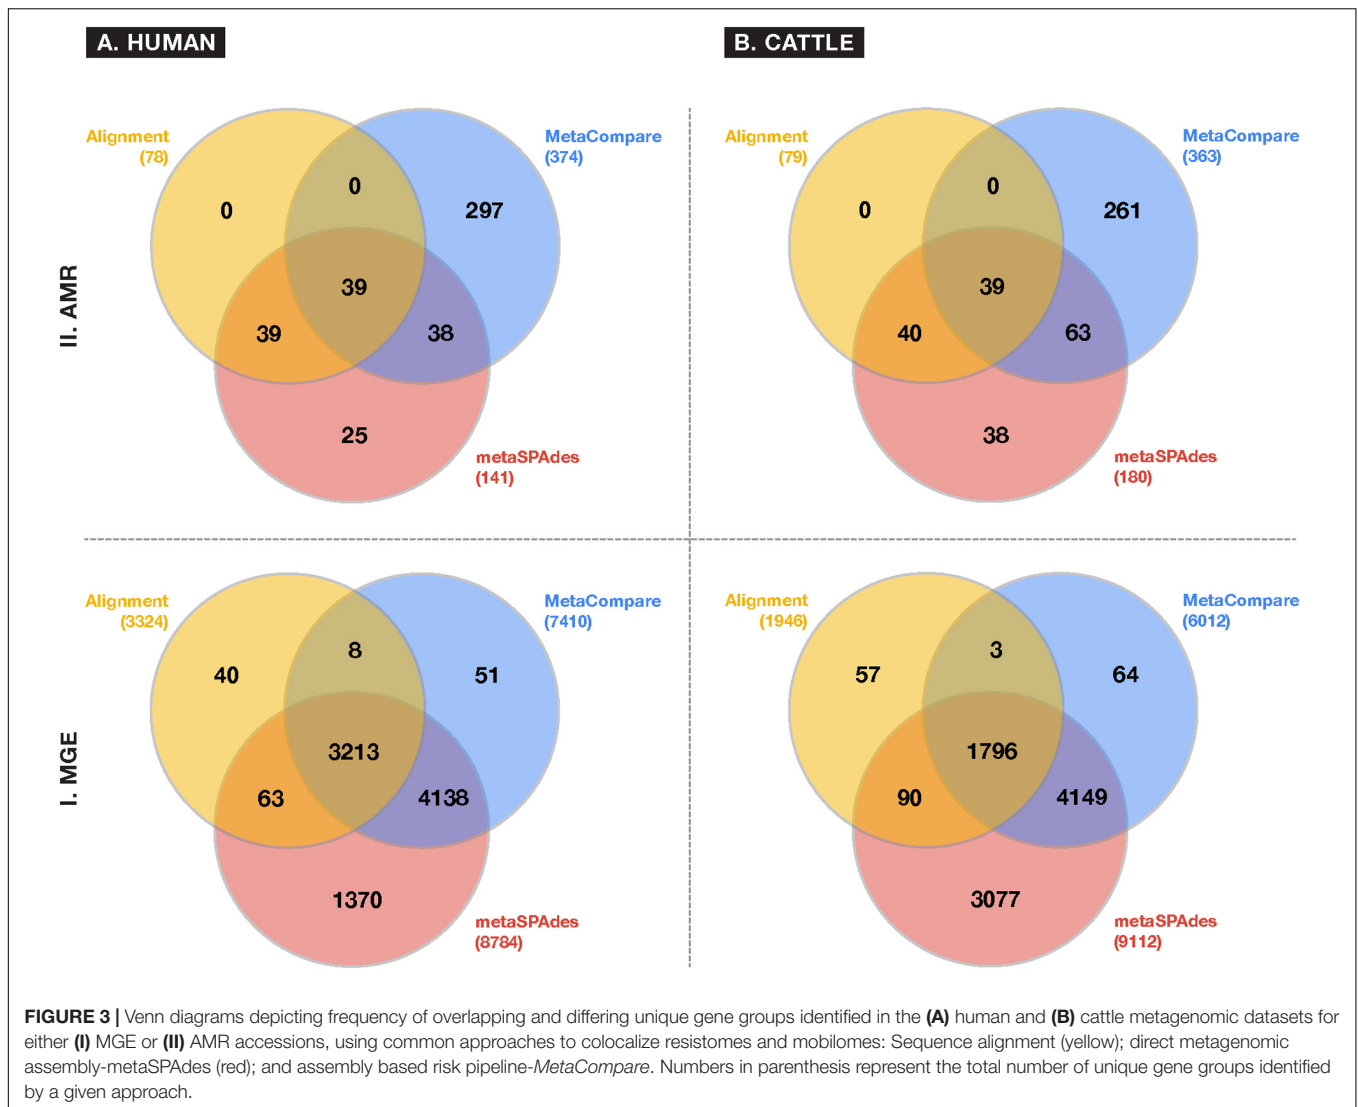 A. HUMAN
B. CATTLE
II. AMR
Alignment
(78)
MetaCompare
(374)
0
0
297
39
39
38
25
metaSPAdes
(141)
Alignment
(79)
MetaCompare
(363)
0
0
261
39
40
63
38
metaSPAdes
(180)
I. MGE
Alignment
(3324)
MetaCompare
(7410)
40
8
51
3213
63
4138
1370
metaSPAdes
(8784)
Alignment
(1946)
MetaCompare
(6012)
57
3
64
1796
90
4149
3077
metaSPAdes
(9112)
FIGURE 3 | Venn diagrams depicting frequency of overlapping and differing unique gene groups identified in the (A) human and (B) cattle metagenomic datasets for
either (I) MGE or (II) AMR accessions, using common approaches to colocalize resistomes and mobilomes: Sequence alignment (yellow); direct metagenomic
assembly-metaSPAdes (red); and assembly based risk pipeline-MetaCompare. Numbers in parenthesis represent the total number of unique gene groups identified
by a given approach.